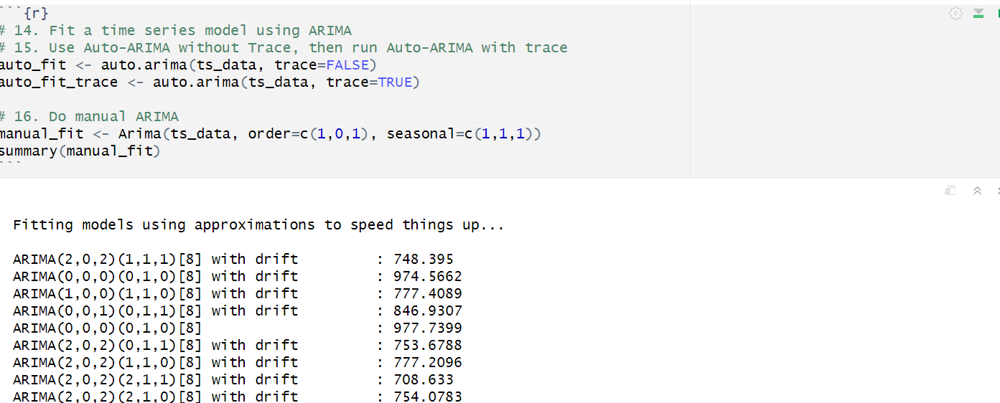 ```{r}
# 14. Fit a time series model using ARIMA
# 15. Use Auto-ARIMA without Trace, then run Auto-ARIMA with trace
auto_fit <- auto.arima(ts_data, trace=FALSE)
auto_fit_trace <- auto.arima(ts_data, trace=TRUE)
# 16. Do manual ARIMA
manual_fit <- Arima(ts_data, order=c(1,0,1), seasonal=c(1,1,1))
summary(manual_fit)
```
Fitting models using approximations to speed things up...
ARIMA(2,0,2)(1,1,1)[8] with drift : 748.395
ARIMA(0,0,0)(0,1,0)[8] with drift : 974.5662
ARIMA(1,0,0)(1,1,0)[8] with drift : 777.4089
ARIMA(0,0,1)(0,1,1)[8] with drift : 846.9307
ARIMA(0,0,0)(0,1,0)[8] : 977.7399
ARIMA(2,0,2)(0,1,1)[8] with drift : 753.6788
ARIMA(2,0,2)(1,1,0)[8] with drift : 777.2096
ARIMA(2,0,2)(2,1,1)[8] with drift : 708.633
ARIMA(2,0,2)(2,1,0)[8] with drift : 754.0783